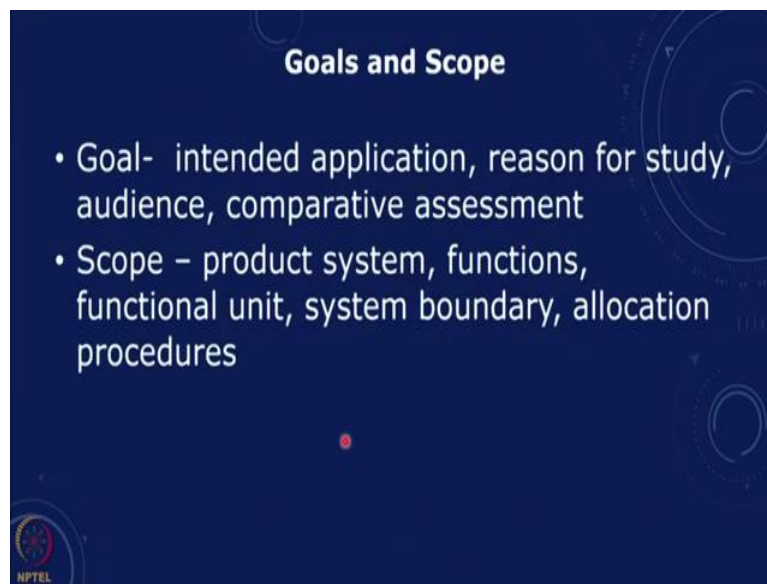 Goals and Scope
• Goal- intended application, reason for study,
audience, comparative assessment
• Scope – product system, functions,
functional unit, system boundary, allocation
procedures
NPTEL